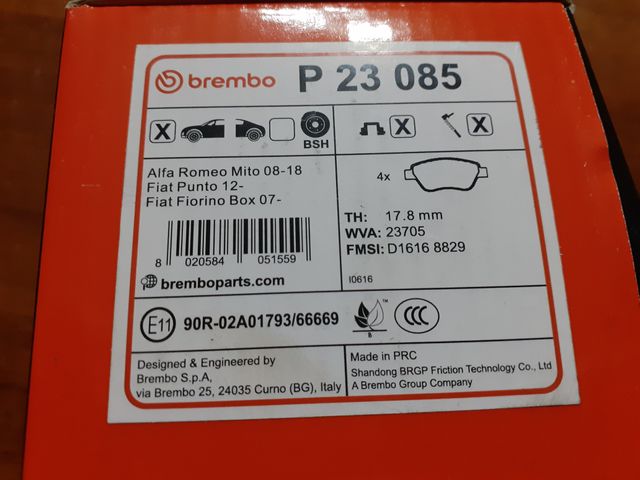 brembo P 23 085
X BSH X X
Alfa Romeo Mito 08-18
Fiat Punto 12-
Fiat Fiorino Box 07-
4x
TH: 17.8 mm
WVA: 23705
FMSI: D1616 8829
8 020584 051559
I0616
bremboparts.com
E11 90R-02A01793/66669
B
CCC
Designed & Engineered by
Brembo S.p.A,
via Brembo 25, 24035 Curno (BG), Italy
Made in PRC
Shandong BRGP Friction Technology Co., Ltd
A Brembo Group Company